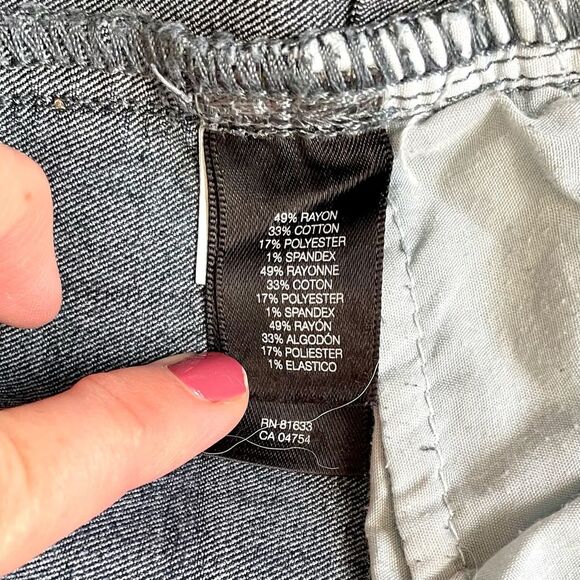 49% RAYON
33% COTTON
17% POLYESTER
1% SPANDEX
49% RAYONNE
33% COTON
17% POLYESTER
1% SPANDEX
49% RAYÓN
33% ALGODÓN
17% POLIESTER
1% ELASTICO
RN 81633
CA 04754